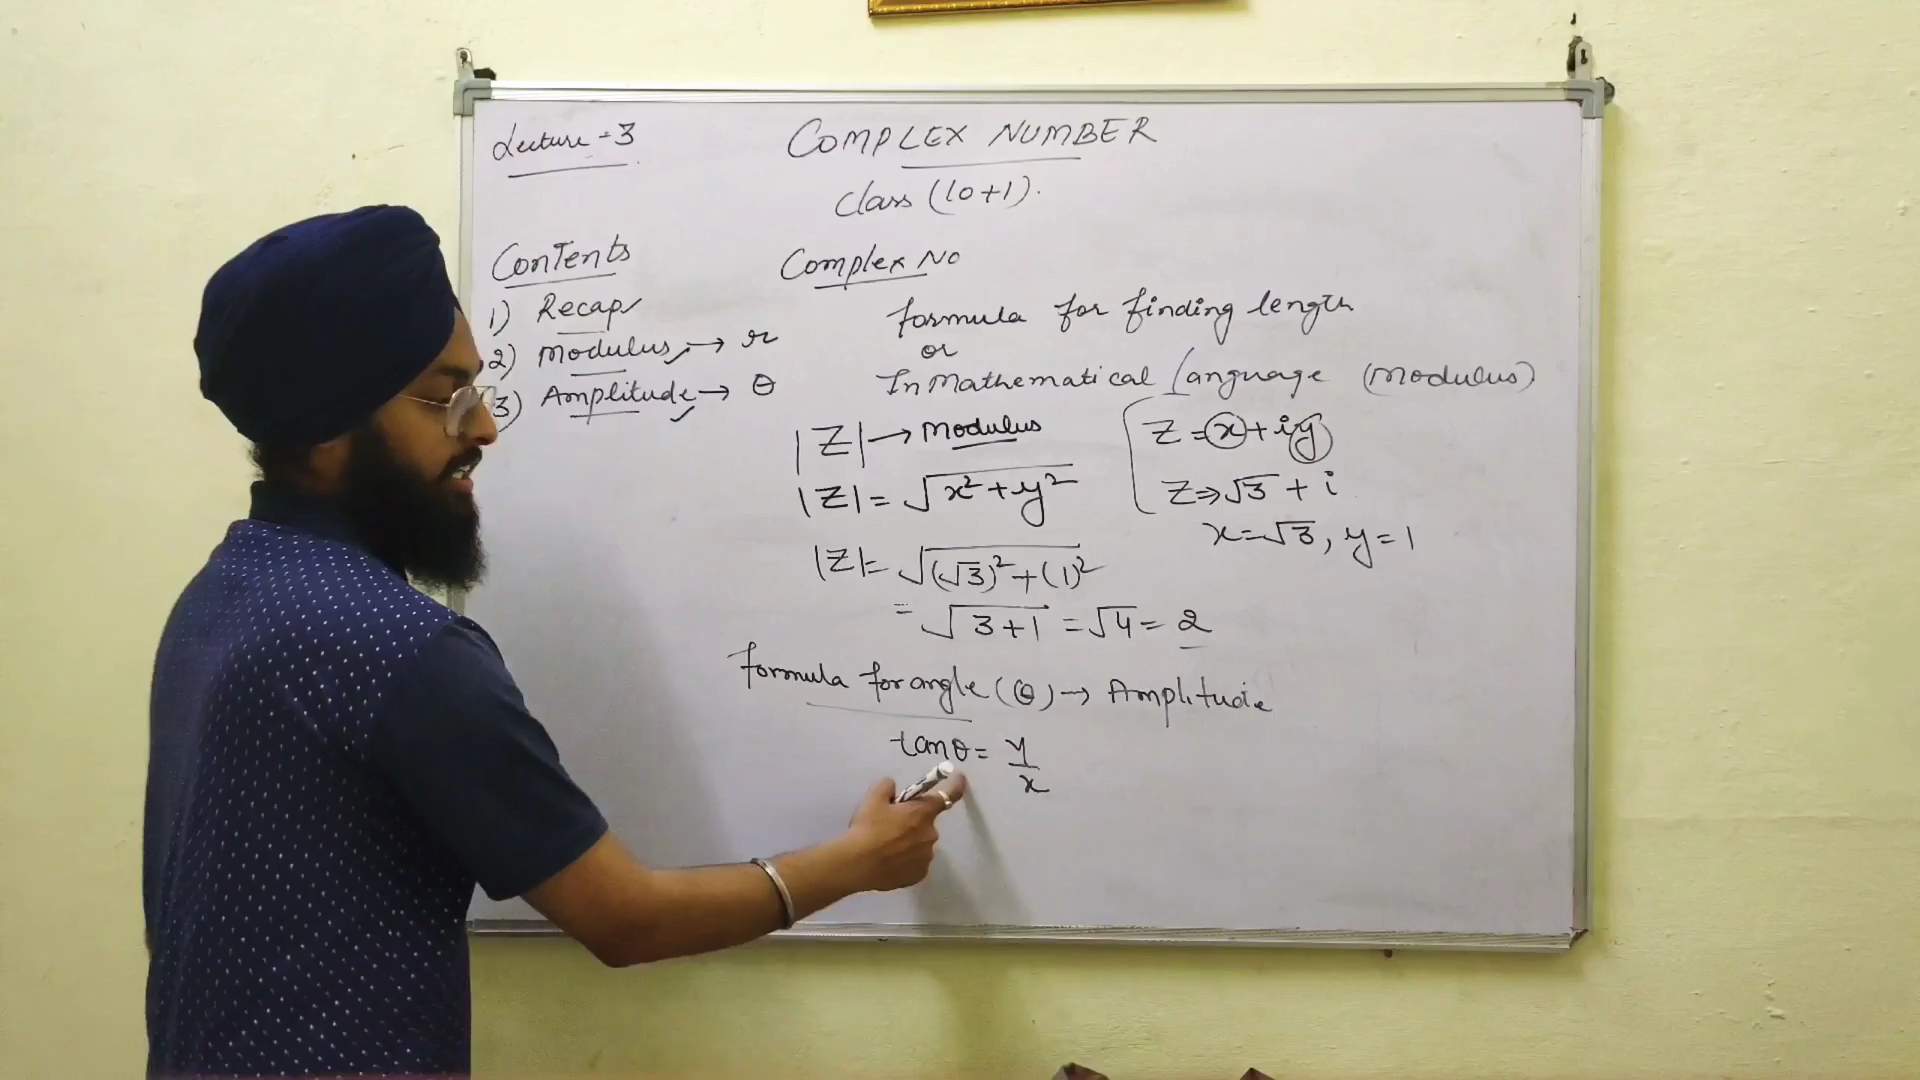 Lecture - 3
COMPLEX NUMBER
Class (10+1).
Contents
1) Recap
2) Modulus → r
3) Amplitude → θ
Complex No
formula for finding length
or
In Mathematical Language (Modulus)
|Z| → Modulus
|Z| = √x² + y²
Z = x + iy
Z ⇒ √3 + i
x = √3, y = 1
|Z| = √(√3)² + (1)²
= √3+1 = √4 = 2
formula for angle (θ) → Amplitude
tanθ = y/x